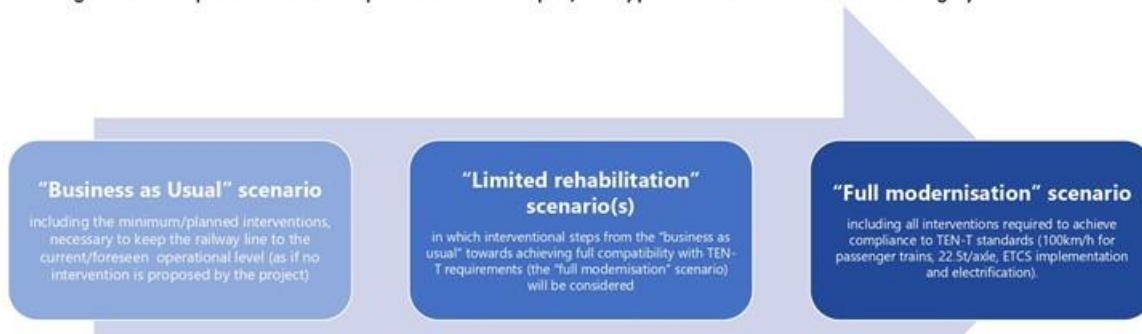 "Business as Usual" scenario
including the minimum/planned interventions,
necessary to keep the railway line to the
current/foreseen operational level (as if no
intervention is proposed by the project)
"Limited rehabilitation"
scenario(s)
in which interventional steps from the "business as
usual" towards achieving full compatibility with TEN-
T requirements (the "full modernisation" scenario)
will be considered
"Full modernisation" scenario
including all interventions required to achieve
compliance to TEN-T standards (100km/h for
passenger trains, 22.5t/axle, ETCS implementation
and electrification).